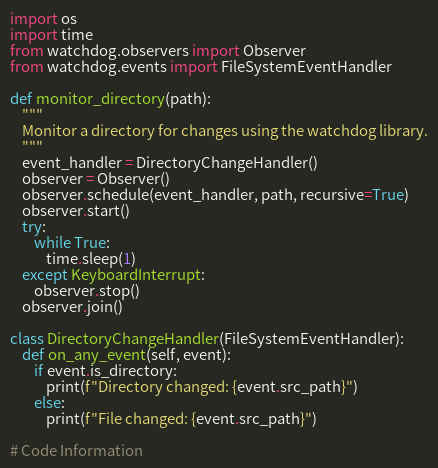 import os
import time
from watchdog.observers import Observer
from watchdog.events import FileSystemEventHandler

def monitor_directory(path):
    """
    Monitor a directory for changes using the watchdog library.
    """
    event_handler = DirectoryChangeHandler()
    observer = Observer()
    observer.schedule(event_handler, path, recursive=True)
    observer.start()
    try:
        while True:
            time.sleep(1)
    except KeyboardInterrupt:
        observer.stop()
    observer.join()

class DirectoryChangeHandler(FileSystemEventHandler):
    def on_any_event(self, event):
        if event.is_directory:
            print(f"Directory changed: {event.src_path}")
        else:
            print(f"File changed: {event.src_path}")

# Code Information